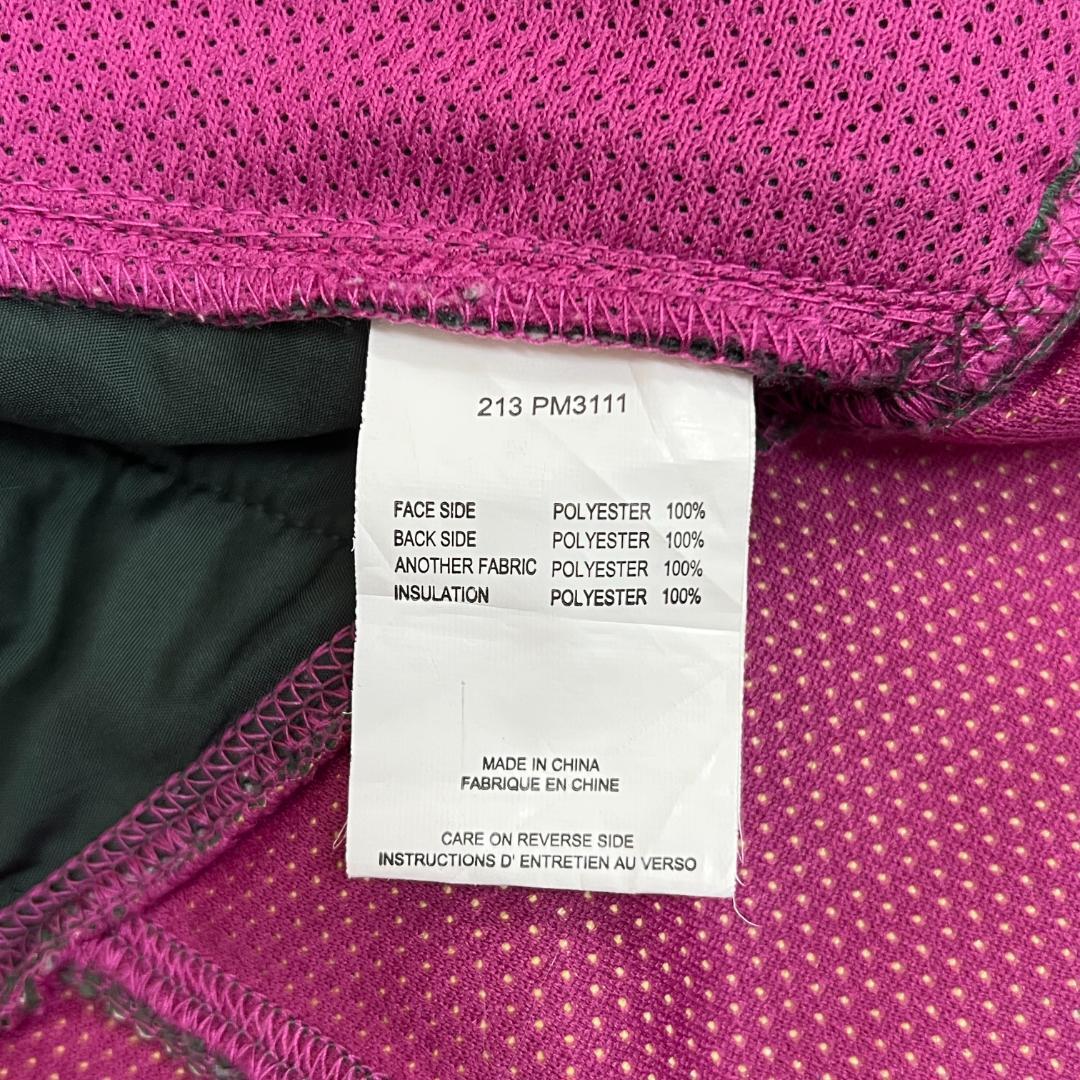 213 PM3111
FACE SIDE POLYESTER 100%
BACK SIDE POLYESTER 100%
ANOTHER FABRIC POLYESTER 100%
INSULATION POLYESTER 100%
MADE IN CHINA
FABRIQUE EN CHINE
CARE ON REVERSE SIDE
INSTRUCTIONS D' ENTRETIEN AU VERSO